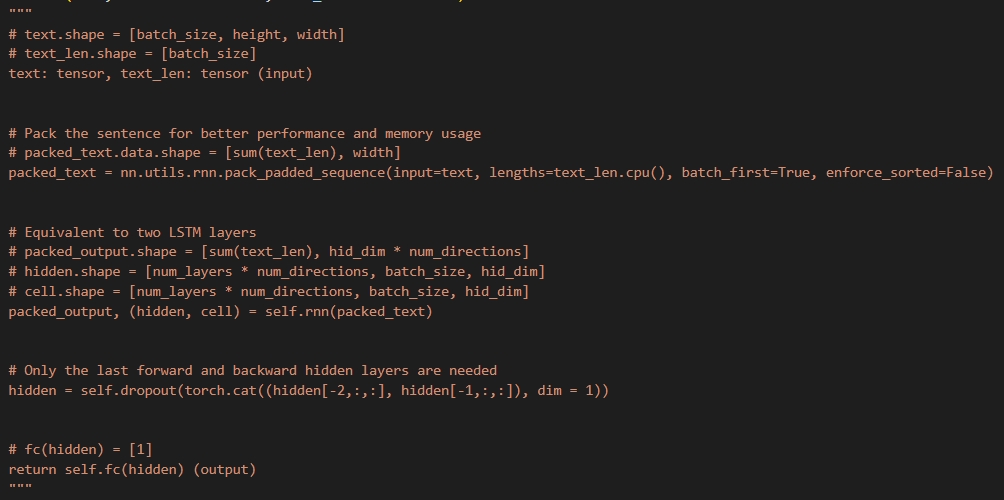 """
# text.shape = [batch_size, height, width]
# text_len.shape = [batch_size]
text: tensor, text_len: tensor (input)
# Pack the sentence for better performance and memory usage
# packed_text.data.shape = [sum(text_len), width]
packed_text = nn.utils.rnn.pack_padded_sequence(input=text, lengths=text_len.cpu(), batch_first=True, enforce_sorted=False)
# Equivalent to two LSTM layers
# packed_output.shape = [sum(text_len), hid_dim * num_directions]
# hidden.shape = [num_layers * num_directions, batch_size, hid_dim]
# cell.shape = [num_layers * num_directions, batch_size, hid_dim]
packed_output, (hidden, cell) = self.rnn(packed_text)
# Only the last forward and backward hidden layers are needed
hidden = self.dropout(torch.cat((hidden[-2,:,:], hidden[-1,:,:]), dim = 1))
# fc(hidden) = [1]
return self.fc(hidden) (output)
"""